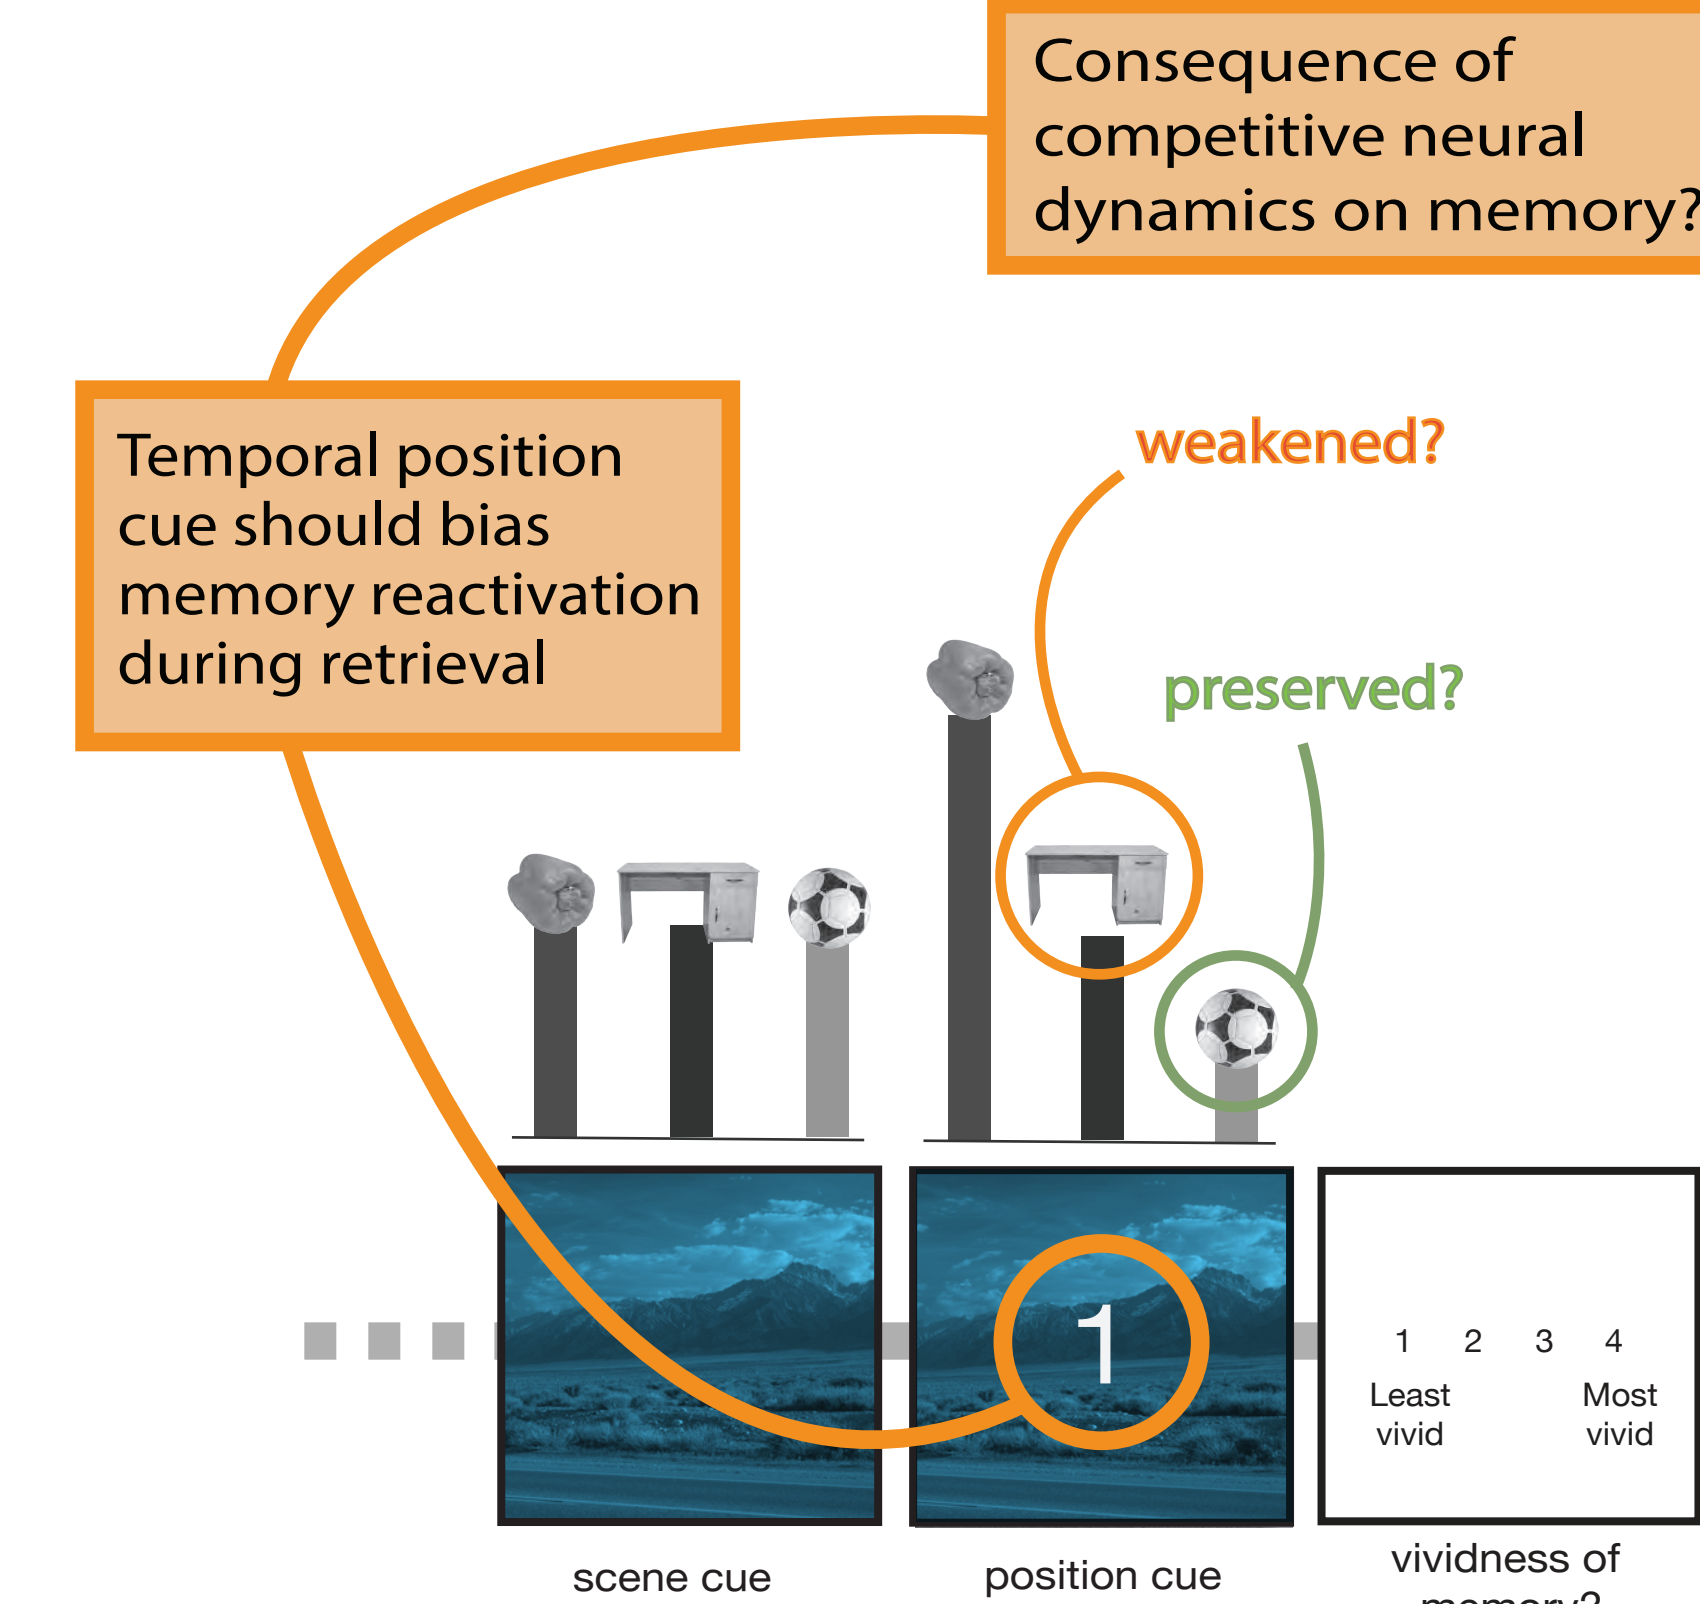 Consequence of
competitive neural
dynamics on memory?
Temporal position
cue should bias
memory reactivation
during retrieval
weakened?
preserved?
1
1 2 3 4
Least Most
vivid vivid
scene cue
position cue
vividness of
memory?